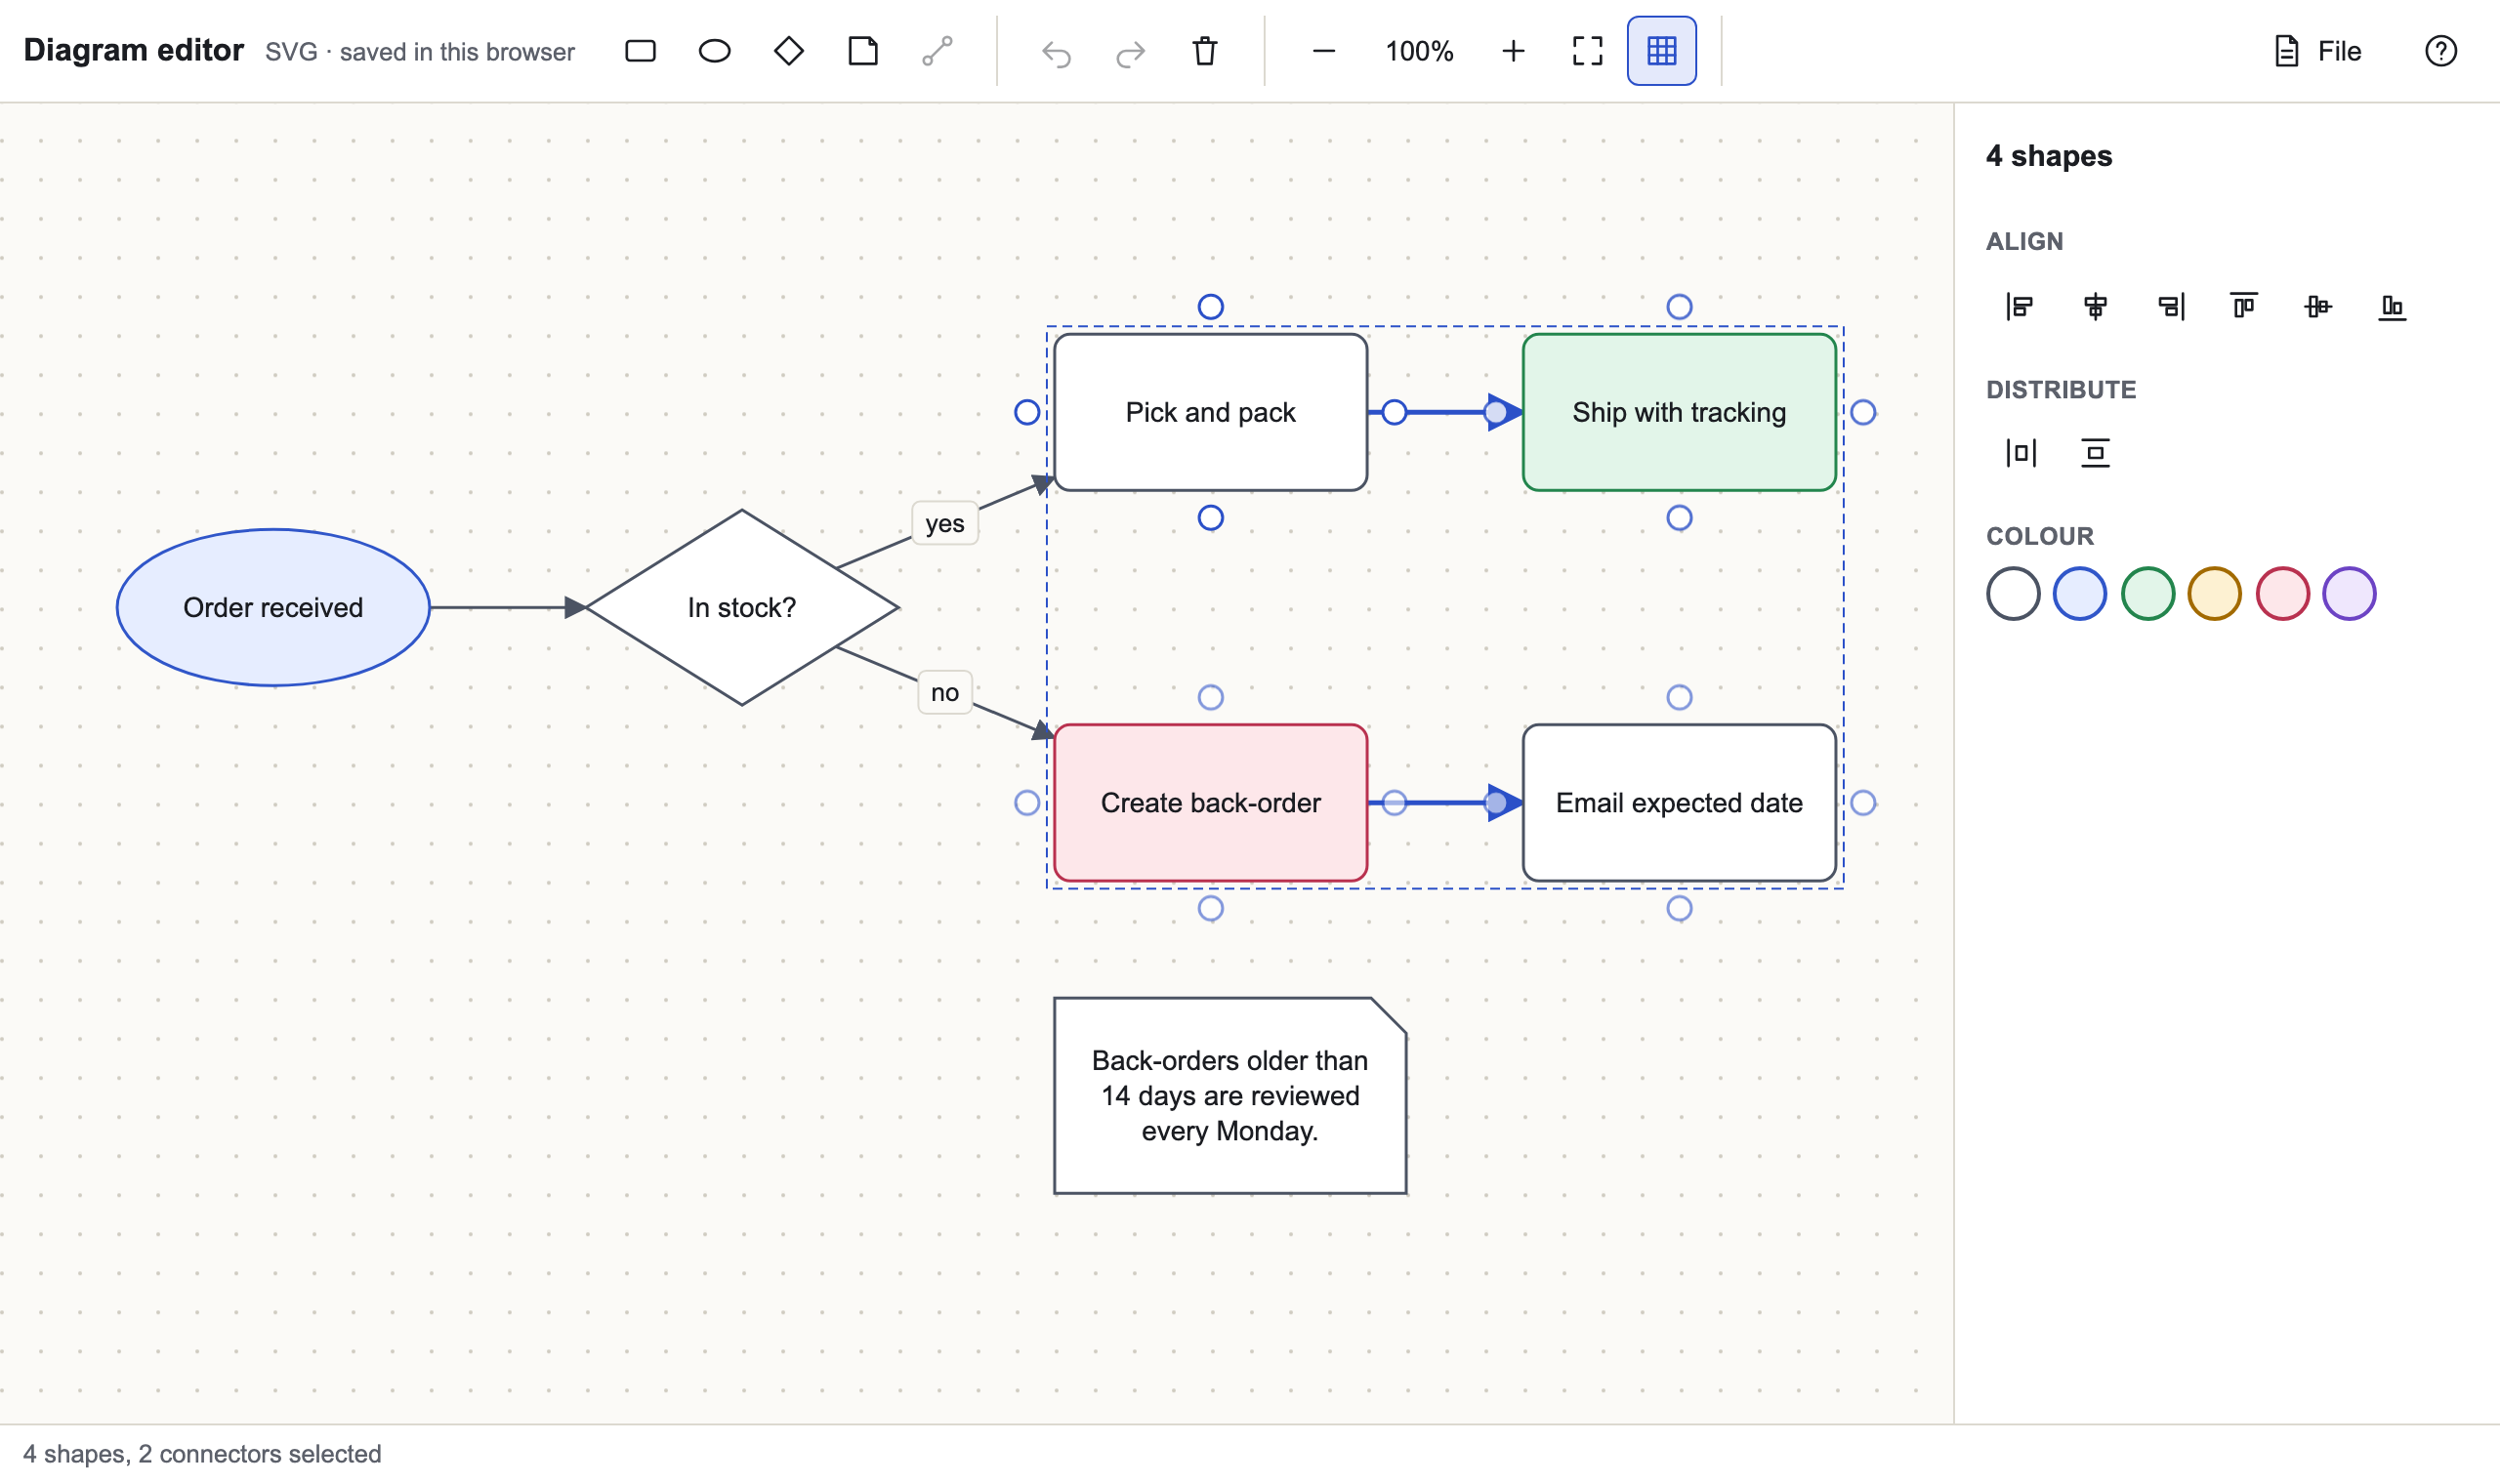 Diagram editor
SVG · saved in this browser
100%
File
4 shapes
ALIGN
DISTRIBUTE
COLOUR
Pick and pack
Ship with tracking
yes
Order received
In stock?
no
Create back-order
Email expected date
Back-orders older than
14 days are reviewed
every Monday.
4 shapes, 2 connectors selected